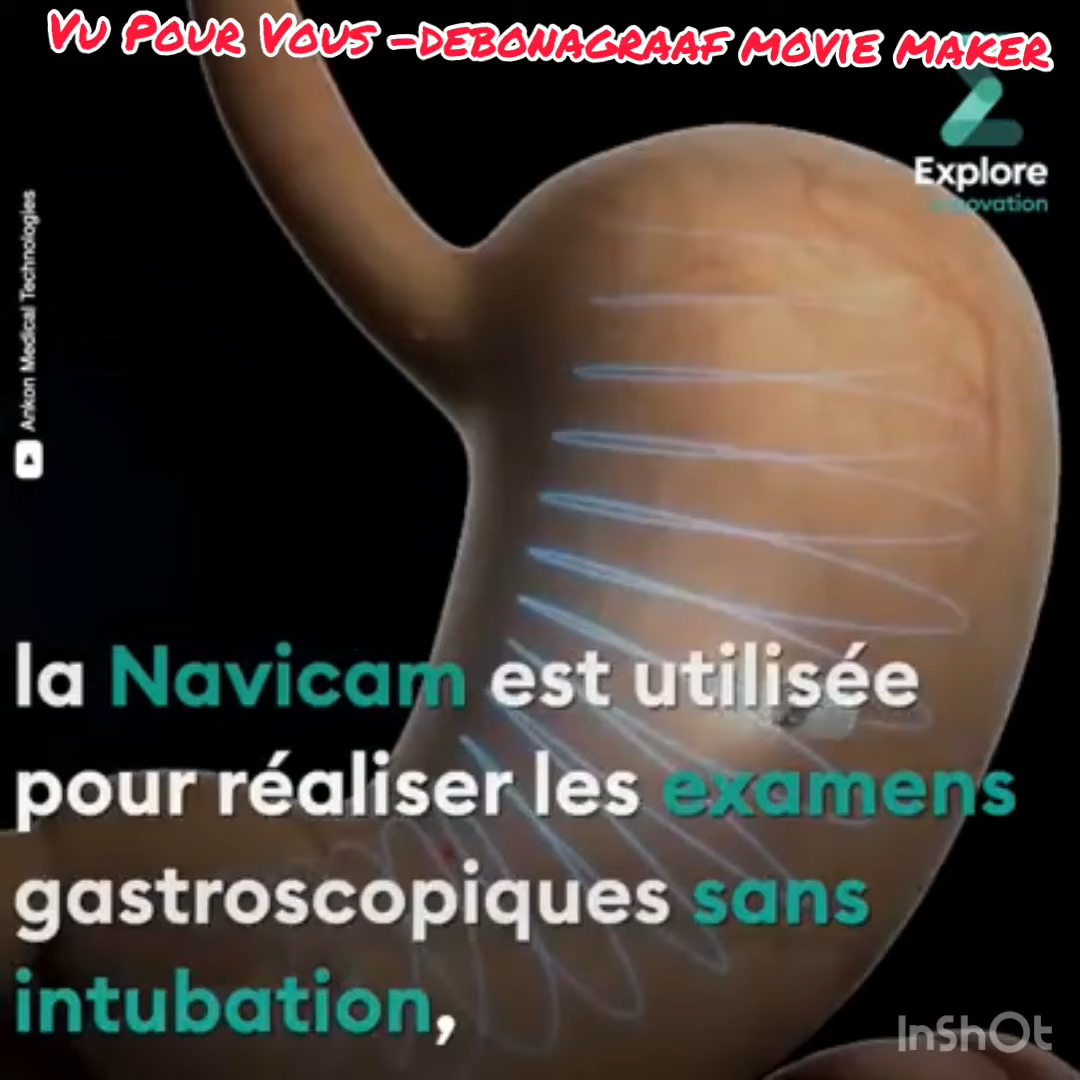 Vu Pour Vous -debonagraaf movie maker
Explore
Ankon Medical Technologies
la Navicam est utilisée
pour réaliser les examens
gastroscopiques sans
intubation,
InShOt